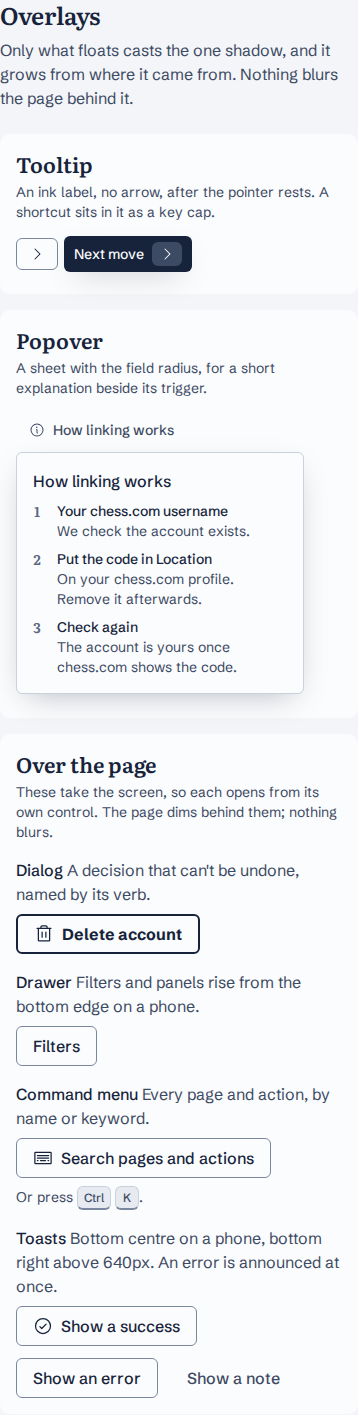 Overlays
Only what floats casts the one shadow, and it
grows from where it came from. Nothing blurs
the page behind it.
Tooltip
An ink label, no arrow, after the pointer rests. A
shortcut sits in it as a key cap.
Next move
Popover
A sheet with the field radius, for a short
explanation beside its trigger.
How linking works
How linking works
1 Your chess.com username
We check the account exists.
2 Put the code in Location
On your chess.com profile.
Remove it afterwards.
3 Check again
The account is yours once
chess.com shows the code.
Over the page
These take the screen, so each opens from its
own control. The page dims behind them; nothing
blurs.
Dialog A decision that can't be undone,
named by its verb.
Delete account
Drawer Filters and panels rise from the
bottom edge on a phone.
Filters
Command menu Every page and action, by
name or keyword.
Search pages and actions
Or press Ctrl K.
Toasts Bottom centre on a phone, bottom
right above 640px. An error is announced at
once.
Show a success
Show an error Show a note